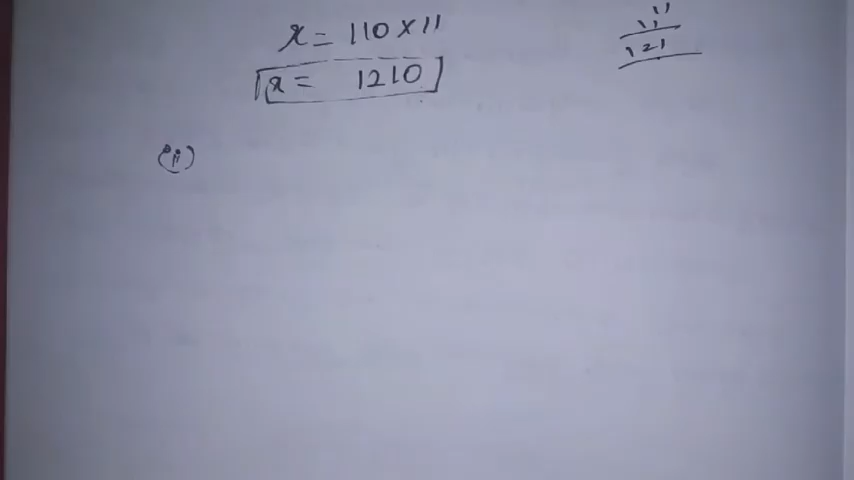 x = 110 × 11
x = 1210
11
11
121
(ii)